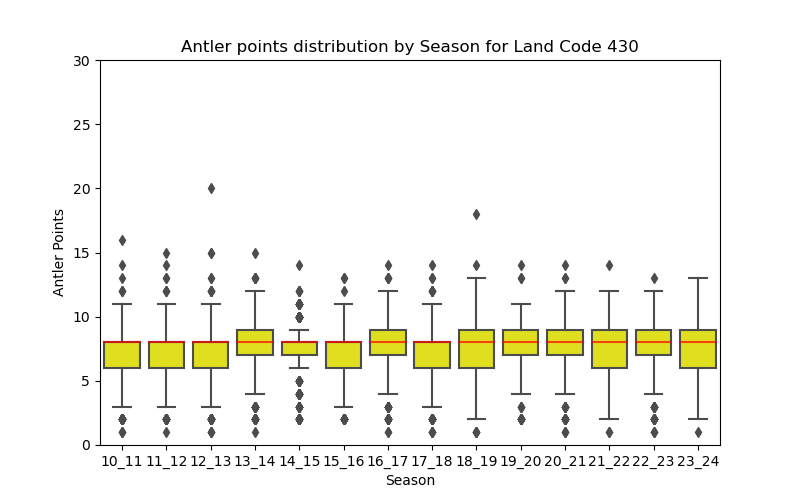 Antler points distribution by Season for Land Code 430
30
25
20
15
10
5
0
Antler Points
10_11 11_12 12_13 13_14 14_15 15_16 16_17 17_18 18_19 19_20 20_21 21_22 22_23 23_24
Season